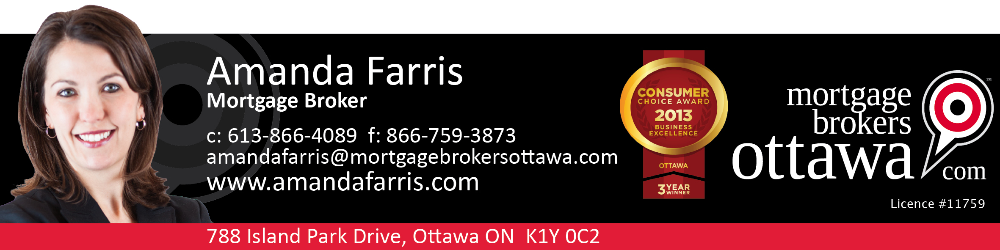 Amanda Farris
Mortgage Broker
c: 613-866-4089  f: 866-759-3873
amandafarris@mortgagebrokersottawa.com
www.amandafarris.com
CONSUMER
CHOICE AWARD
2013
BUSINESS
EXCELLENCE
OTTAWA
3 YEAR
WINNER
mortgage
brokers
ottawa
com
TM
Licence #11759
788 Island Park Drive, Ottawa ON  K1Y 0C2